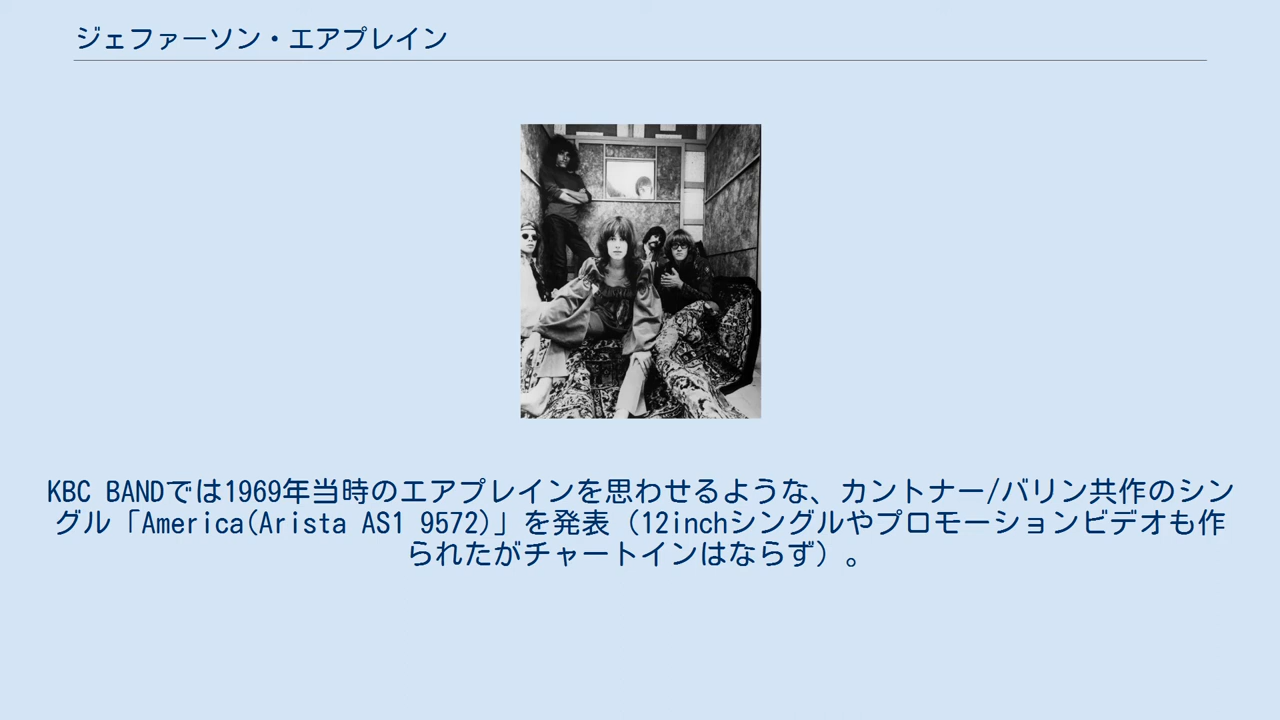 ジェファーソン・エアプレイン
KBC BANDでは1969年当時のエアプレインを思わせるような、カントナー/バリン共作のシン
グル「America(Arista AS1 9572)」を発表（12inchシングルやプロモーションビデオも作
られたがチャートインはならず）。